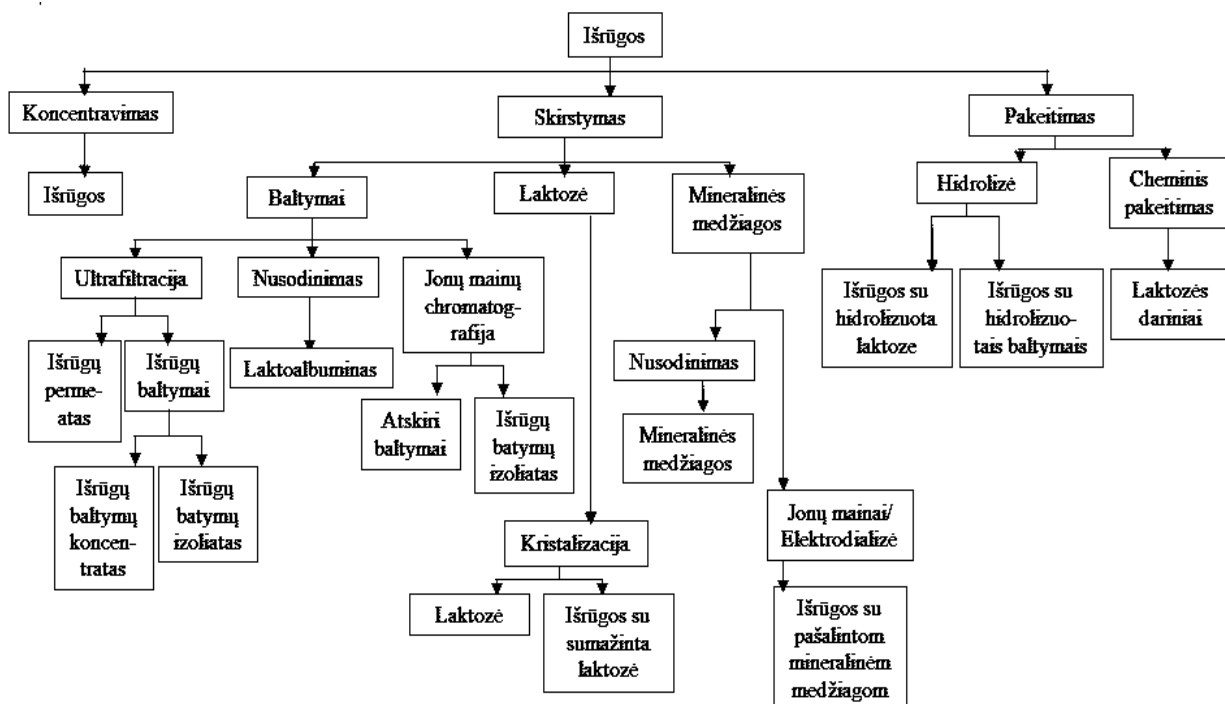 Išrūgos
Koncentravimas
Skirstymas
Pakeitimas
Išrūgos
Baltymai
Laktozė
Mineralinės
medžiagos
Hidrolizė
Cheminis
pakeitimas
Ultrafiltracija
Nusodinimas
Jonų mainų
chromatog-
rafija
Išrūgos su
hidrolizuota
laktoze
Išrūgos su
hidrolizuo-
tais baltymais
Laktozės
dariniai
Išrūgų
perme-
atas
Išrūgų
baltymai
Laktoalbuminas
Nusodinimas
Atskiri
baltymai
Išrūgų
batymų
izoliatas
Mineralinės
medžiagos
Išrūgų
baltymų
koncen-
tratas
Išrūgų
batymų
izoliatas
Kristalizacija
Jonų mainai/
Elektrodializė
Laktozė
Išrūgos su
sumažinta
laktozė
Išrūgos su
pašalintom
mineralinėm
medžiagom